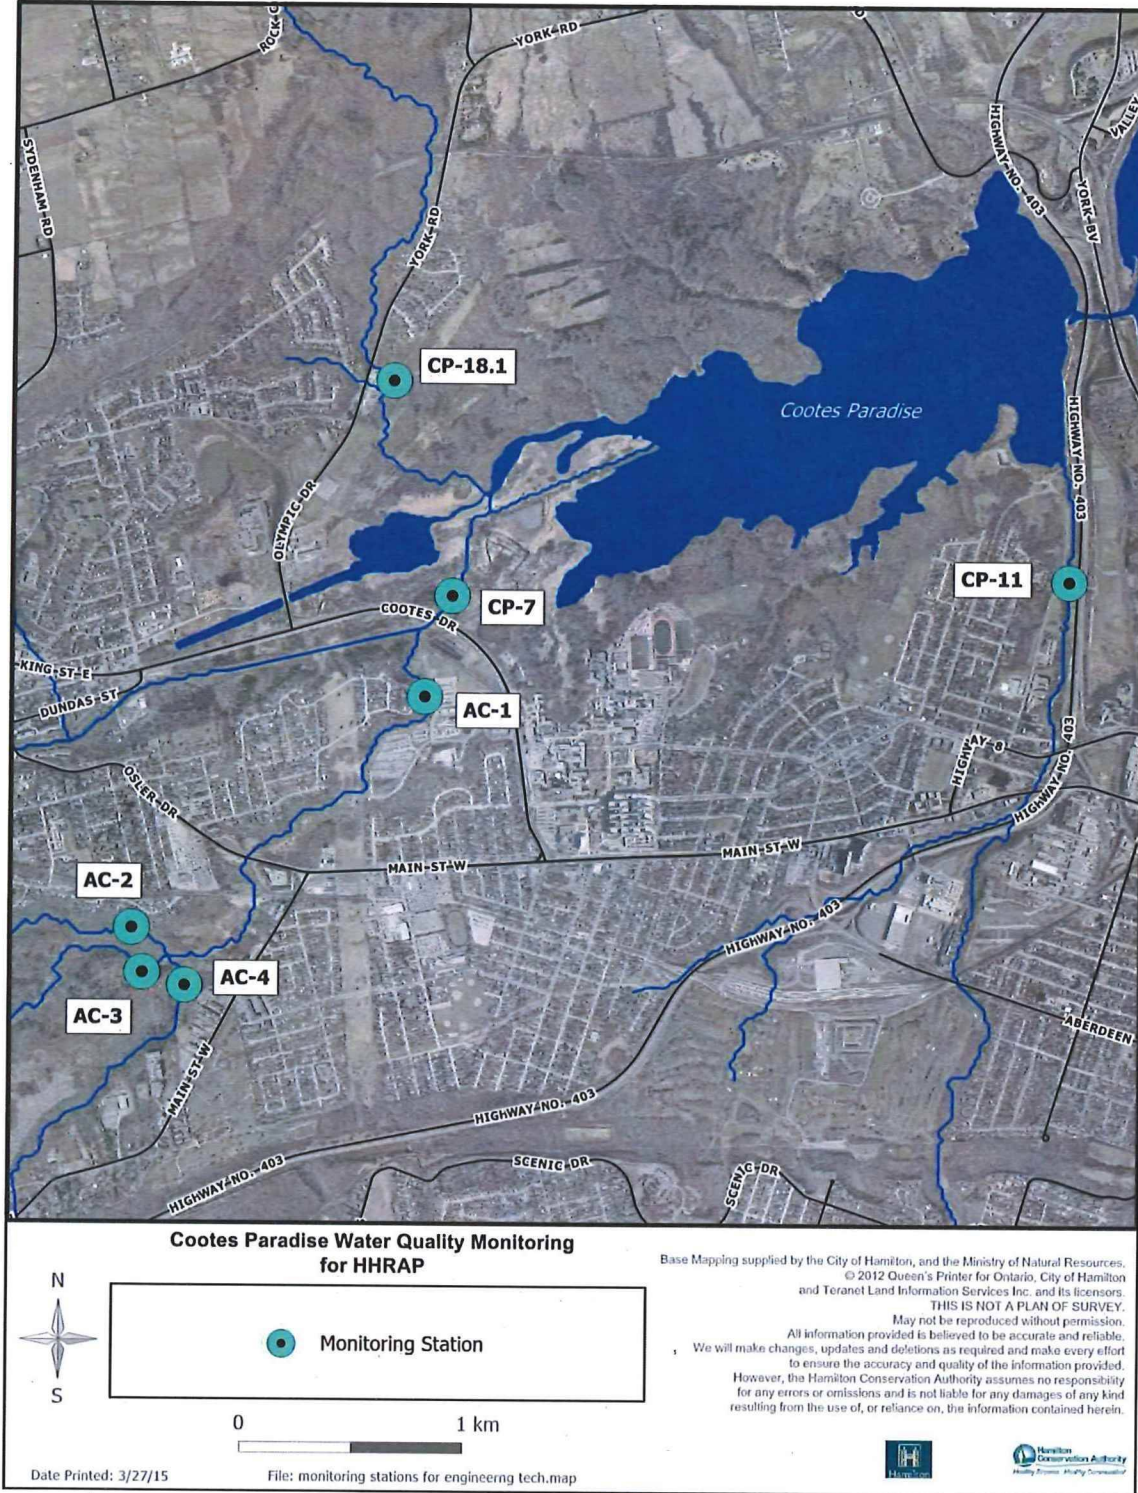 ROCK C
YORK RD
HIGHWAY NO. 403
VALLEY
SYDENHAM RD
YORK RD
YORK BV
CP-18.1
Cootes Paradise
HIGHWAY NO. 403
OLYMPIC DR
CP-11
CP-7
COOTES DR
KING ST E
DUNDAS ST
AC-1
HIGHWAY 8
HIGHWAY NO. 403
OSLER DR
MAIN ST W
MAIN ST W
AC-2
HIGHWAY NO. 403
AC-4
AC-3
ABERDEEN
MAIN ST W
HIGHWAY NO. 403
HIGHWAY NO. 403
SCENIC DR
SCENIC DR
Cootes Paradise Water Quality Monitoring
for HHRAP
N
S
Monitoring Station
0 1 km
Date Printed: 3/27/15
File: monitoring stations for engineerng tech.map
Base Mapping supplied by the City of Hamilton, and the Ministry of Natural Resources.
© 2012 Queen's Printer for Ontario, City of Hamilton
and Teranet Land Information Services Inc. and its licensors.
THIS IS NOT A PLAN OF SURVEY.
May not be reproduced without permission.
All information provided is believed to be accurate and reliable.
We will make changes, updates and deletions as required and make every effort
to ensure the accuracy and quality of the information provided.
However, the Hamilton Conservation Authority assumes no responsibility
for any errors or omissions and is not liable for any damages of any kind
resulting from the use of, or reliance on, the information contained herein.
Hamilton
Hamilton
Conservation Authority